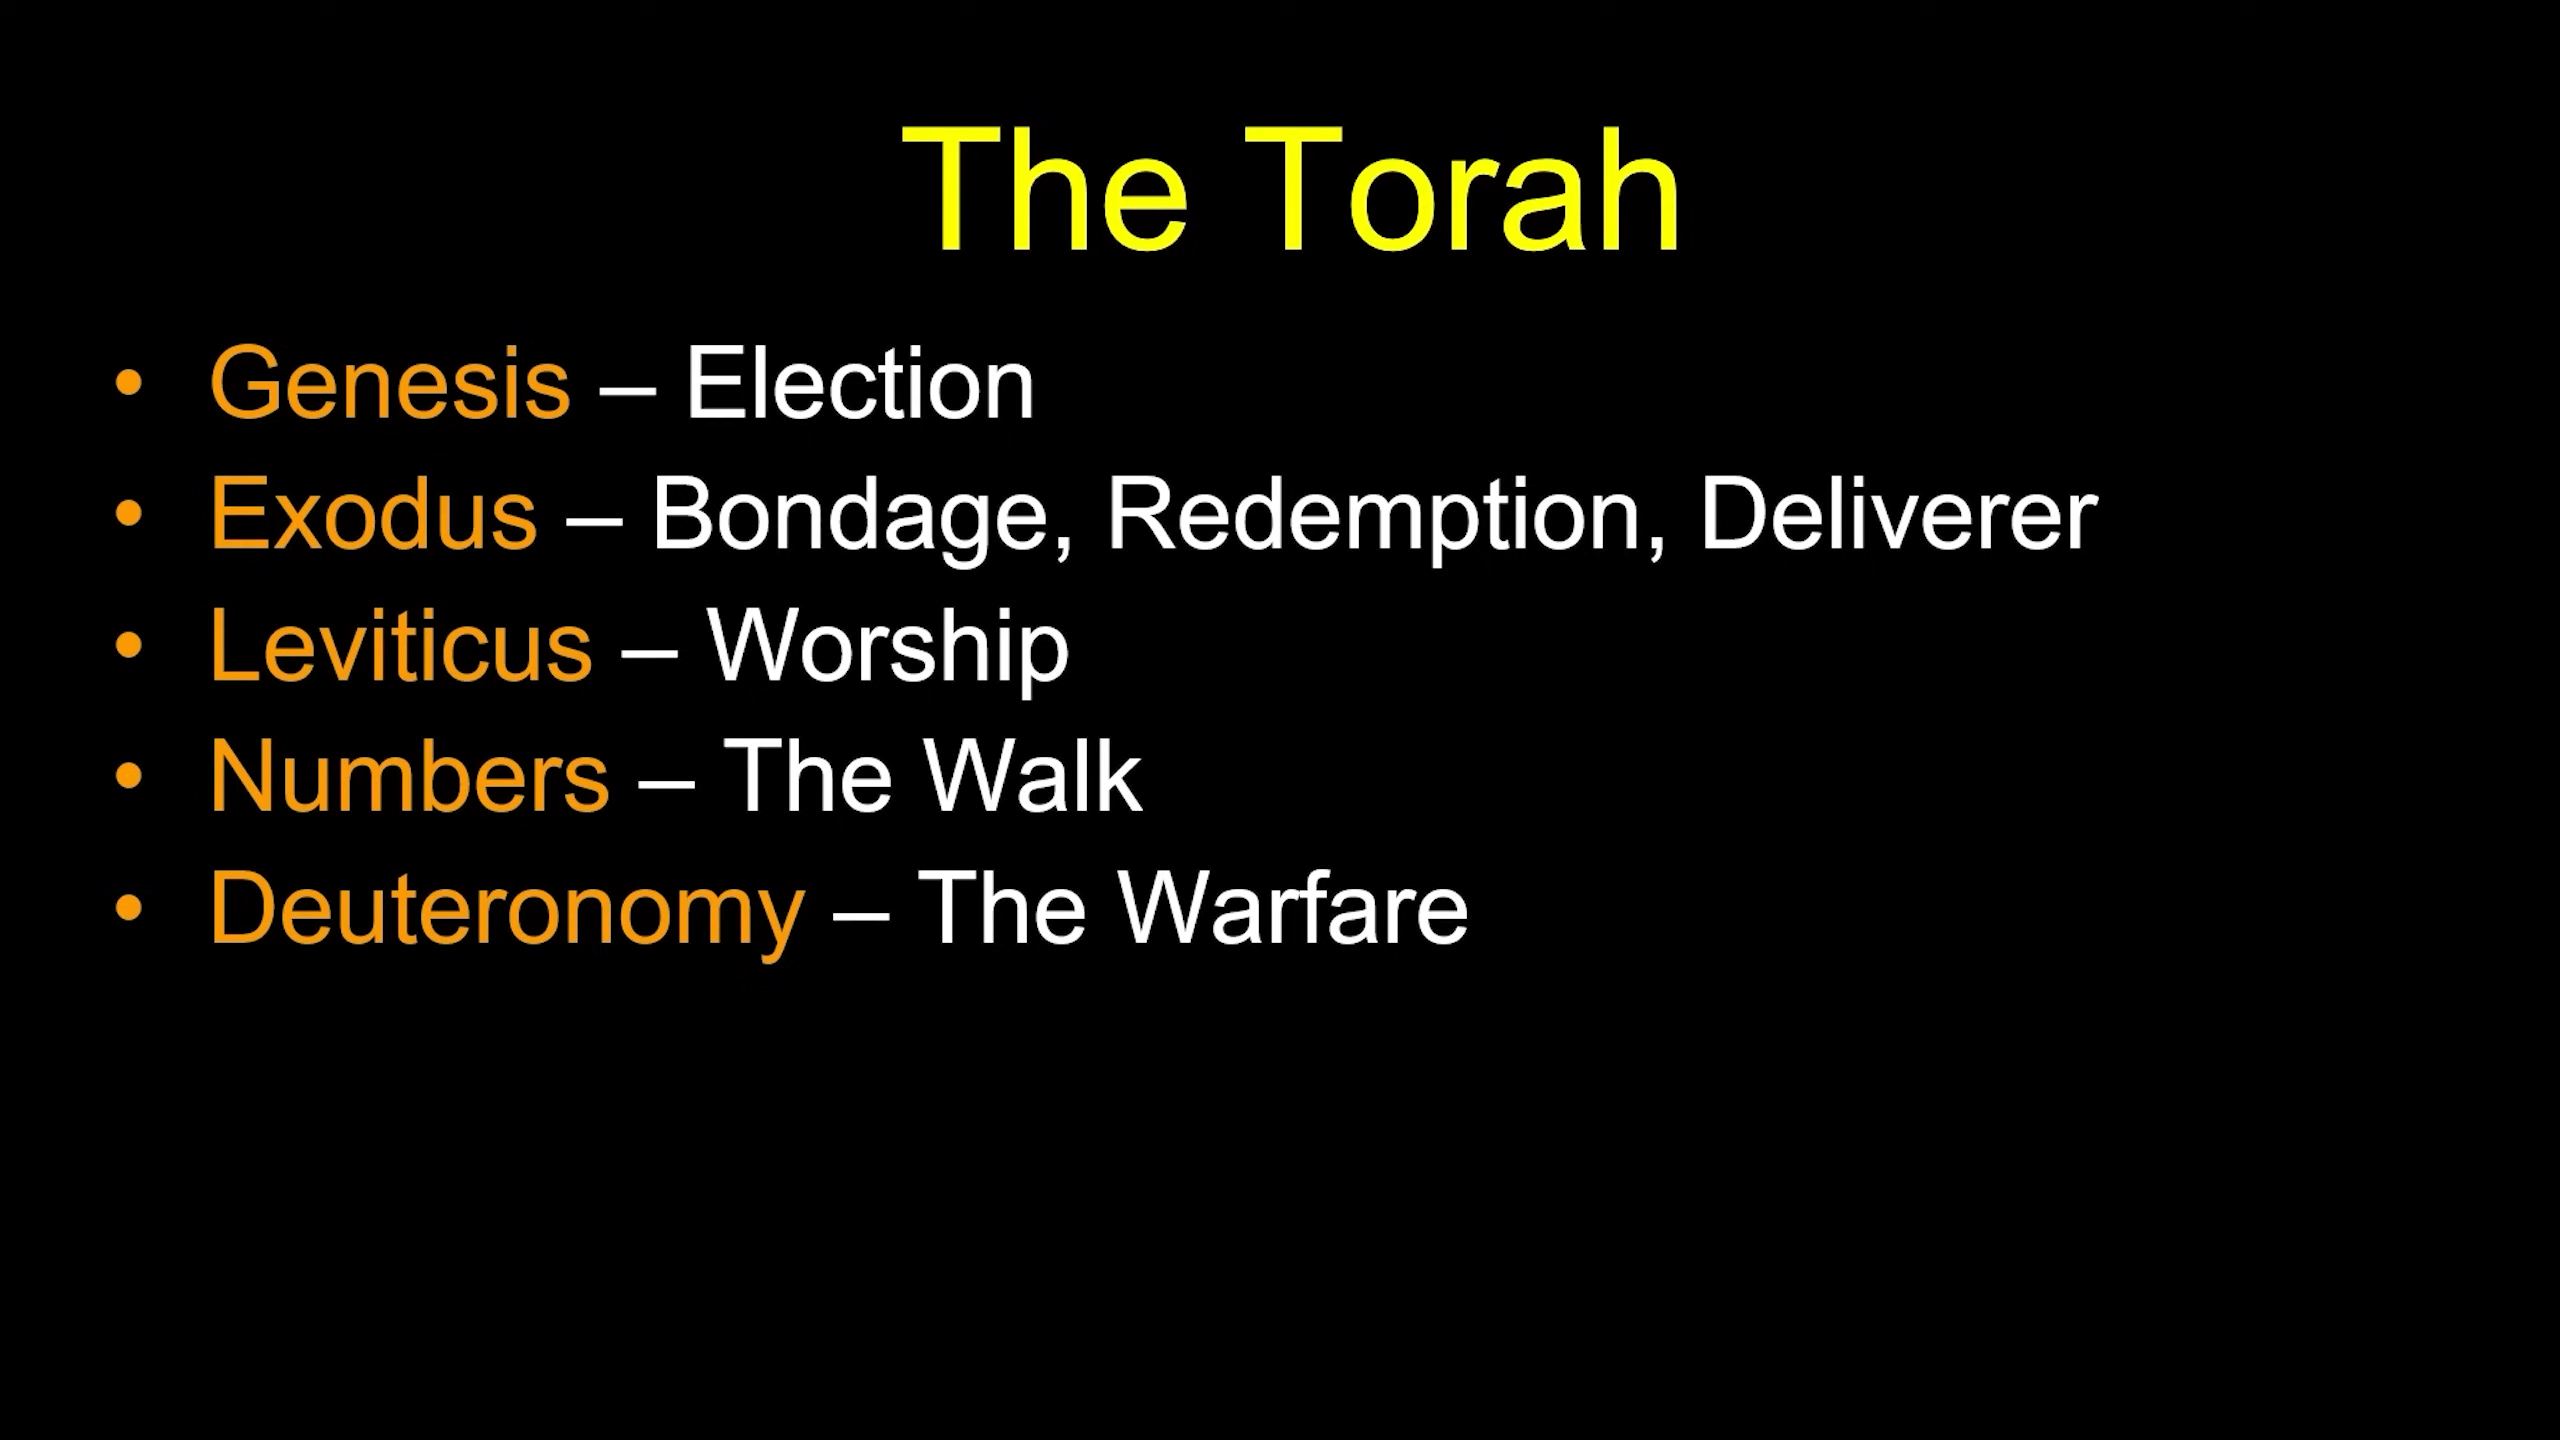 The Torah
• Genesis – Election
• Exodus – Bondage, Redemption, Deliverer
• Leviticus – Worship
• Numbers – The Walk
• Deuteronomy – The Warfare